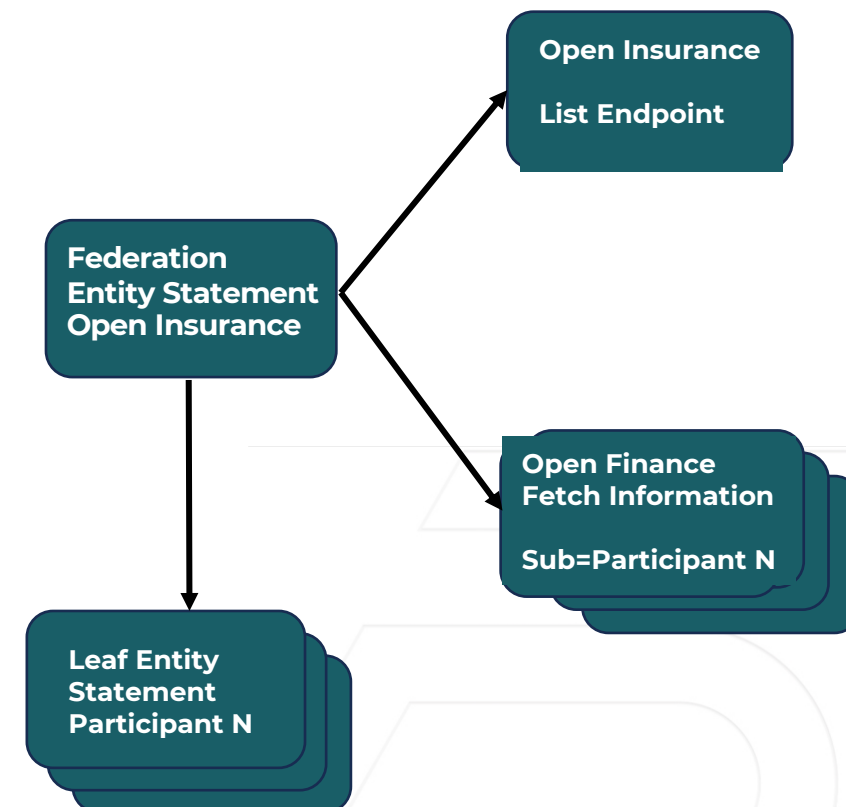 Open Insurance
List Endpoint
Federation
Entity Statement
Open Insurance
Open Finance
Fetch Information
Sub=Participant N
Leaf Entity
Statement
Participant N